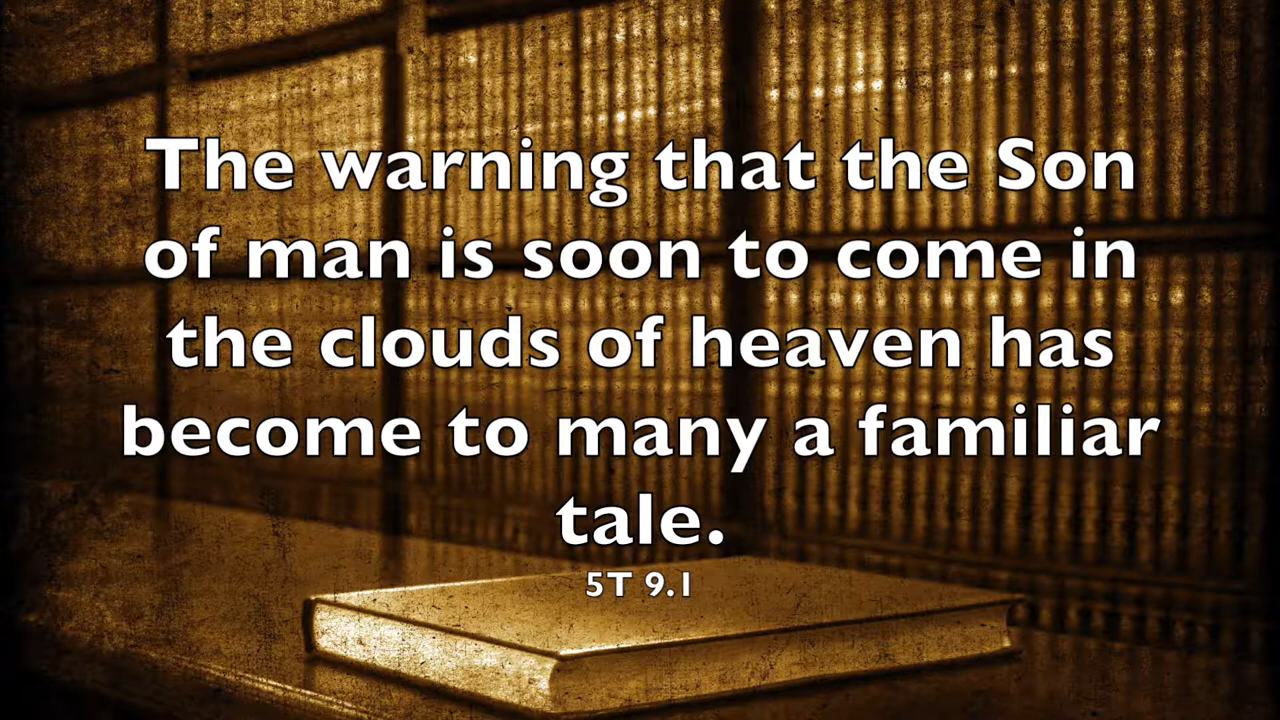 The warning that the Son
of man is soon to come in
the clouds of heaven has
become to many a familiar
tale.
5T 9.1